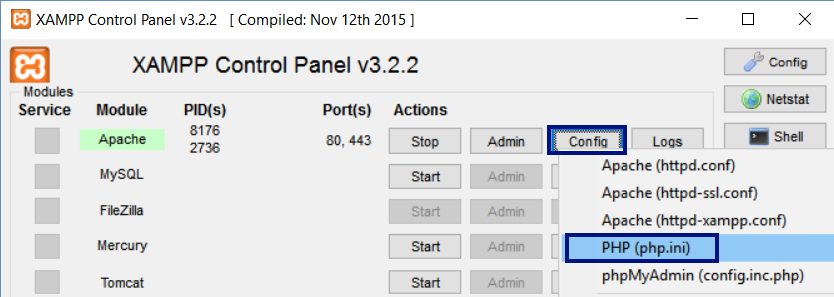 XAMPP Control Panel v3.2.2 [ Compiled: Nov 12th 2015 ]
XAMPP Control Panel v3.2.2
Config
Modules
Service Module PID(s) Port(s) Actions
Netstat
Apache 8176 2736 80, 443 Stop Admin Config Logs
Shell
Apache (httpd.conf)
MySQL Start Admin
Apache (httpd-ssl.conf)
FileZilla Start Admin
Apache (httpd-xampp.conf)
Mercury Start Admin
PHP (php.ini)
Tomcat Start Admin
phpMyAdmin (config.inc.php)